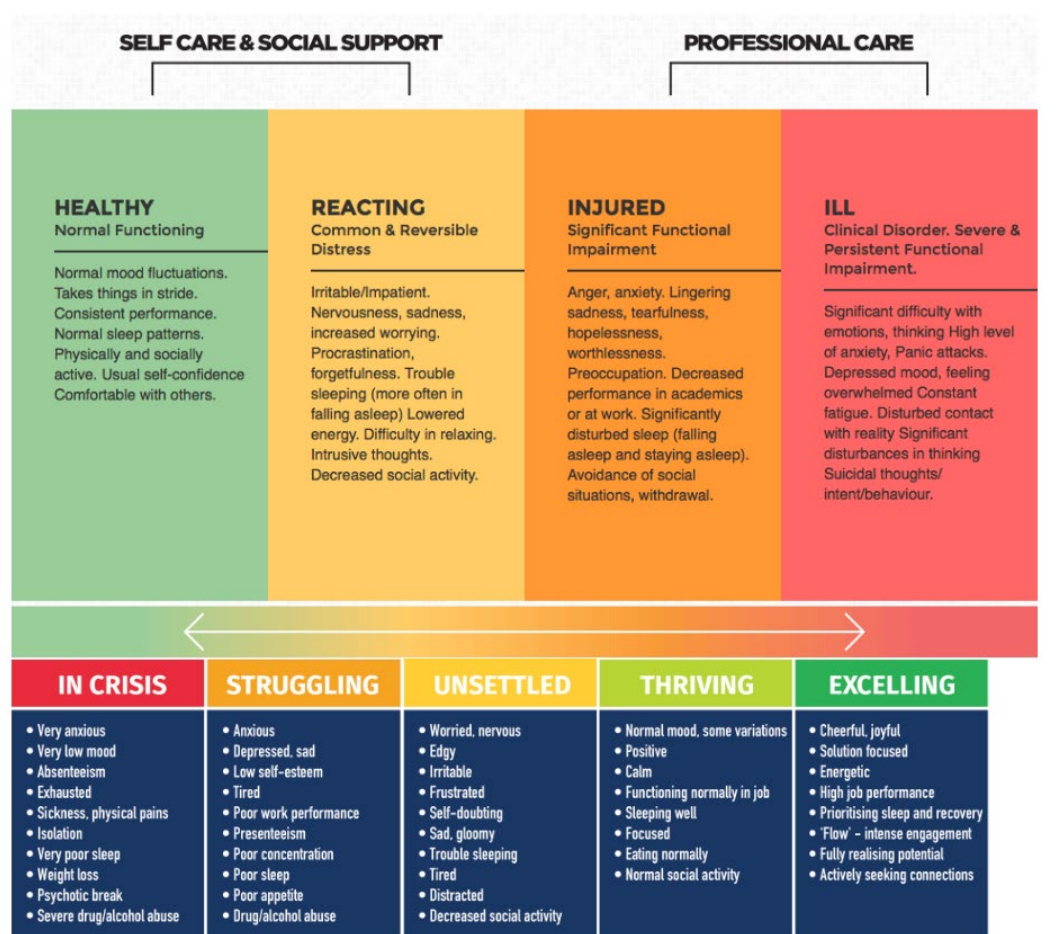 SELF CARE & SOCIAL SUPPORT
PROFESSIONAL CARE
HEALTHY
Normal Functioning
Normal mood fluctuations.
Takes things in stride.
Consistent performance.
Normal sleep patterns.
Physically and socially
active. Usual self-confidence
Comfortable with others.
REACTING
Common & Reversible
Distress
Irritable/Impatient.
Nervousness, sadness,
increased worrying.
Procrastination,
forgetfulness. Trouble
sleeping (more often in
falling asleep) Lowered
energy. Difficulty in relaxing.
Intrusive thoughts.
Decreased social activity.
INJURED
Significant Functional
Impairment
Anger, anxiety. Lingering
sadness, tearfulness,
hopelessness,
worthlessness.
Preoccupation. Decreased
performance in academics
or at work. Significantly
disturbed sleep (falling
asleep and staying asleep).
Avoidance of social
situations, withdrawal.
ILL
Clinical Disorder. Severe &
Persistent Functional
Impairment.
Significant difficulty with
emotions, thinking High level
of anxiety, Panic attacks.
Depressed mood, feeling
overwhelmed Constant
fatigue. Disturbed contact
with reality Significant
disturbances in thinking
Suicidal thoughts/
intent/behaviour.
IN CRISIS
• Very anxious
• Very low mood
• Absenteeism
• Exhausted
• Sickness, physical pains
• Isolation
• Very poor sleep
• Weight loss
• Psychotic break
• Severe drug/alcohol abuse
STRUGGLING
• Anxious
• Depressed, sad
• Low self-esteem
• Tired
• Poor work performance
• Presenteeism
• Poor concentration
• Poor sleep
• Poor appetite
• Drug/alcohol abuse
UNSETTLED
• Worried, nervous
• Edgy
• Irritable
• Frustrated
• Self-doubting
• Sad, gloomy
• Trouble sleeping
• Tired
• Distracted
• Decreased social activity
THRIVING
• Normal mood, some variations
• Positive
• Calm
• Functioning normally in job
• Sleeping well
• Focused
• Eating normally
• Normal social activity
EXCELLING
• Cheerful, joyful
• Solution focused
• Energetic
• High job performance
• Prioritising sleep and recovery
• 'Flow' - intense engagement
• Fully realising potential
• Actively seeking connections